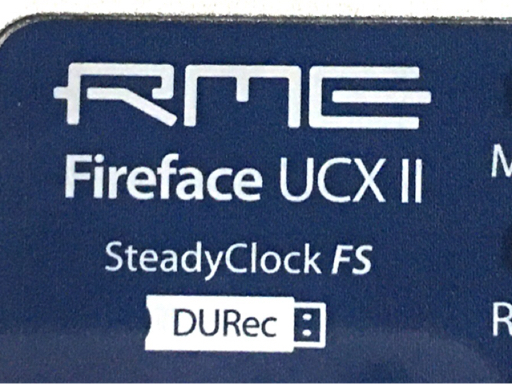 RME
Fireface UCX II
SteadyClock FS
DURec
M
R